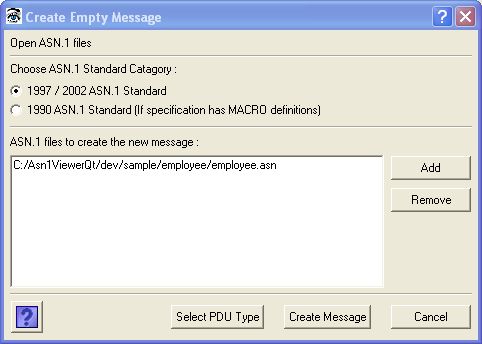 Create Empty Message
Open ASN.1 files
Choose ASN.1 Standard Catagory :
1997 / 2002 ASN.1 Standard
1990 ASN.1 Standard (If specification has MACRO definitions)
ASN.1 files to create the new message :
C:/Asn1ViewerQt/dev/sample/employee/employee.asn
Add
Remove
Select PDU Type
Create Message
Cancel